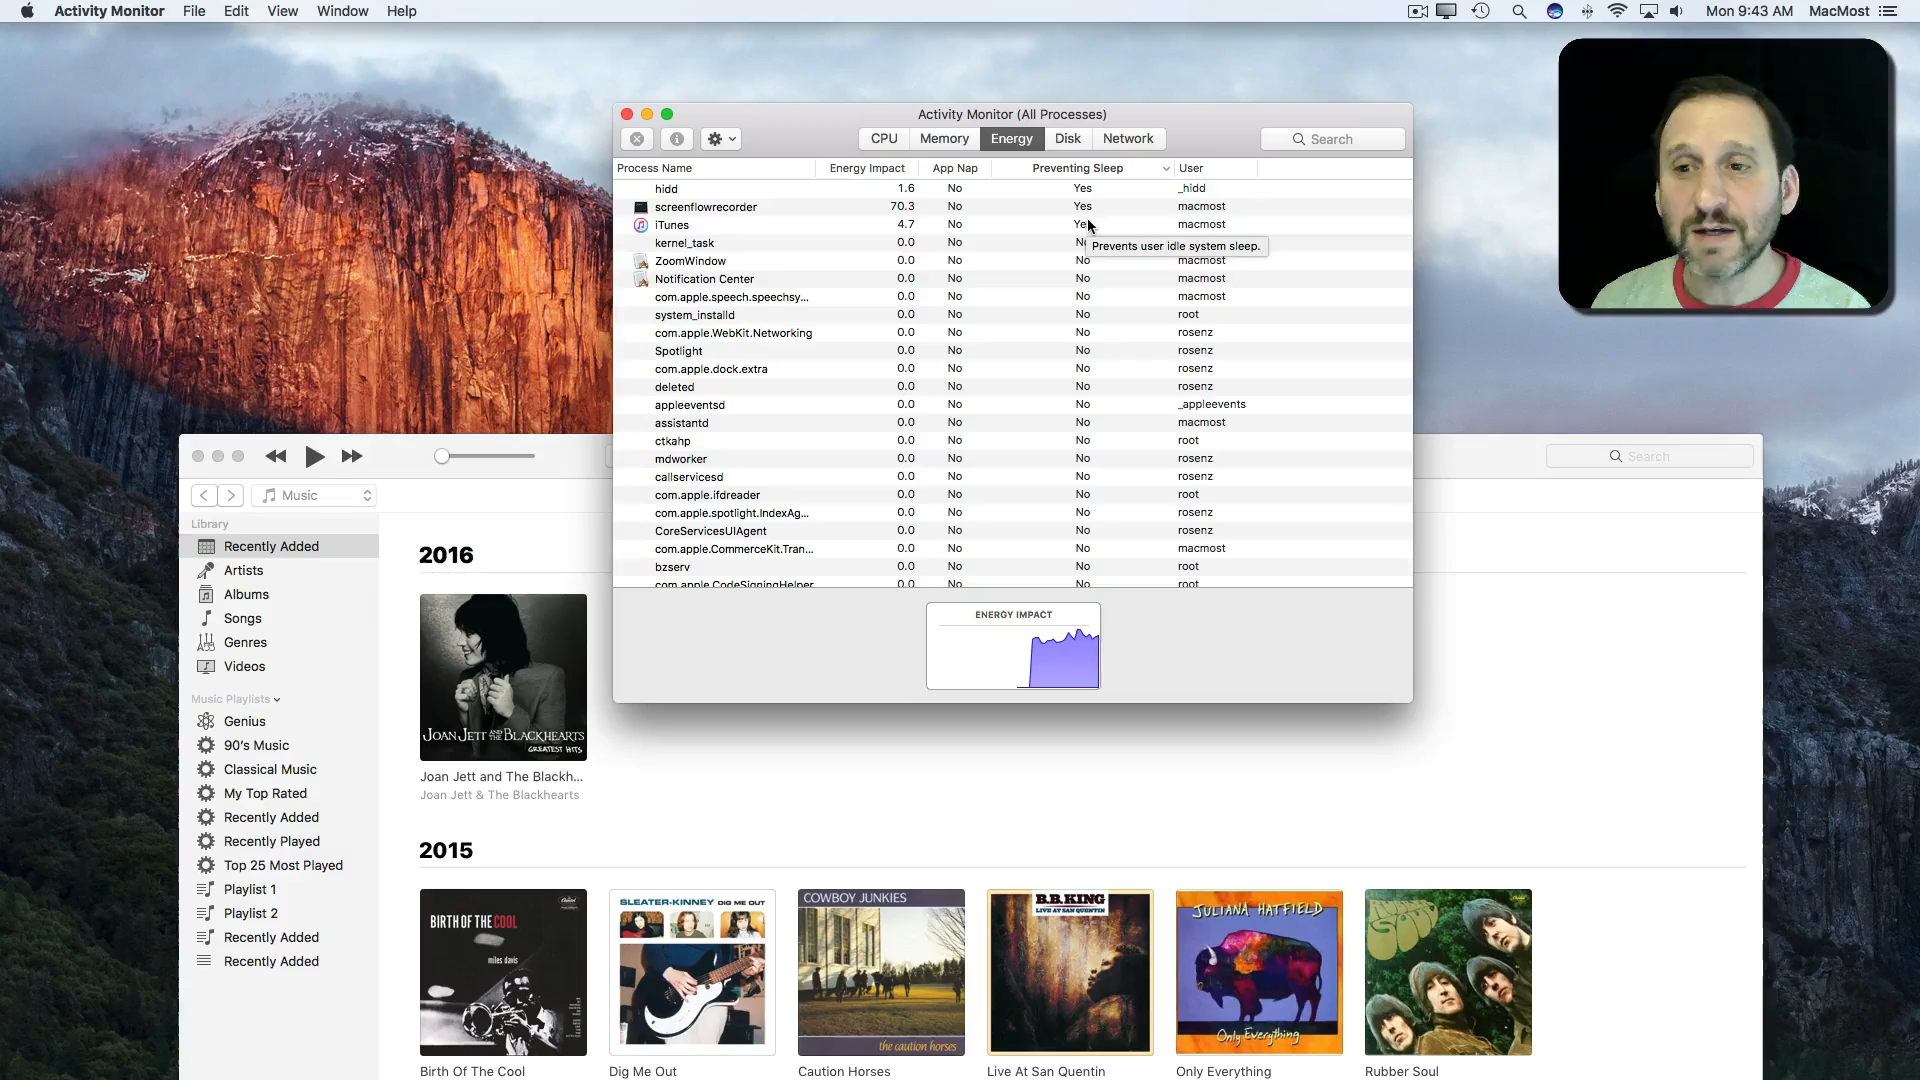 Activity Monitor File Edit View Window Help
Mon 9:43 AM MacMost
Activity Monitor (All Processes)
CPU Memory Energy Disk Network
Search
Process Name Energy Impact App Nap Preventing Sleep User
hidd 1.6 No Yes _hidd
screenflowrecorder 70.3 No Yes macmost
iTunes 4.7 No Yes macmost
kernel_task 0.0 No
Prevents user idle system sleep.
ZoomWindow 0.0 No No macmost
Notification Center 0.0 No No macmost
com.apple.speech.speechsy... 0.0 No No macmost
system_installd 0.0 No No root
com.apple.WebKit.Networking 0.0 No No rosenz
Spotlight 0.0 No No rosenz
com.apple.dock.extra 0.0 No No rosenz
deleted 0.0 No No rosenz
appleeventsd 0.0 No No _appleevents
assistantd 0.0 No No macmost
ctkahp 0.0 No No root
mdworker 0.0 No No rosenz
callservicesd 0.0 No No rosenz
com.apple.ifdreader 0.0 No No root
com.apple.spotlight.IndexAg... 0.0 No No rosenz
CoreServicesUIAgent 0.0 No No rosenz
com.apple.CommerceKit.Tran... 0.0 No No macmost
bzserv 0.0 No No root
com.apple.CodeSigningHelper 0.0 No No root
ENERGY IMPACT
Search
Music
Library
Recently Added
Artists
Albums
Songs
Genres
Videos
Music Playlists
Genius
90's Music
Classical Music
My Top Rated
Recently Added
Recently Played
Top 25 Most Played
Playlist 1
Playlist 2
Recently Added
Recently Added
2016
JOAN JETT AND THE BLACKHEARTS
GREATEST HITS
Joan Jett and The Blackh...
Joan Jett & The Blackhearts
2015
BIRTH OF THE COOL
miles davis
SLEATER-KINNEY DIG ME OUT
COWBOY JUNKIES
the caution horses
B.B. KING
LIVE AT SAN QUENTIN
JULIANA HATFIELD
Only Everything
Birth Of The Cool
Dig Me Out
Caution Horses
Live At San Quentin
Only Everything
Rubber Soul